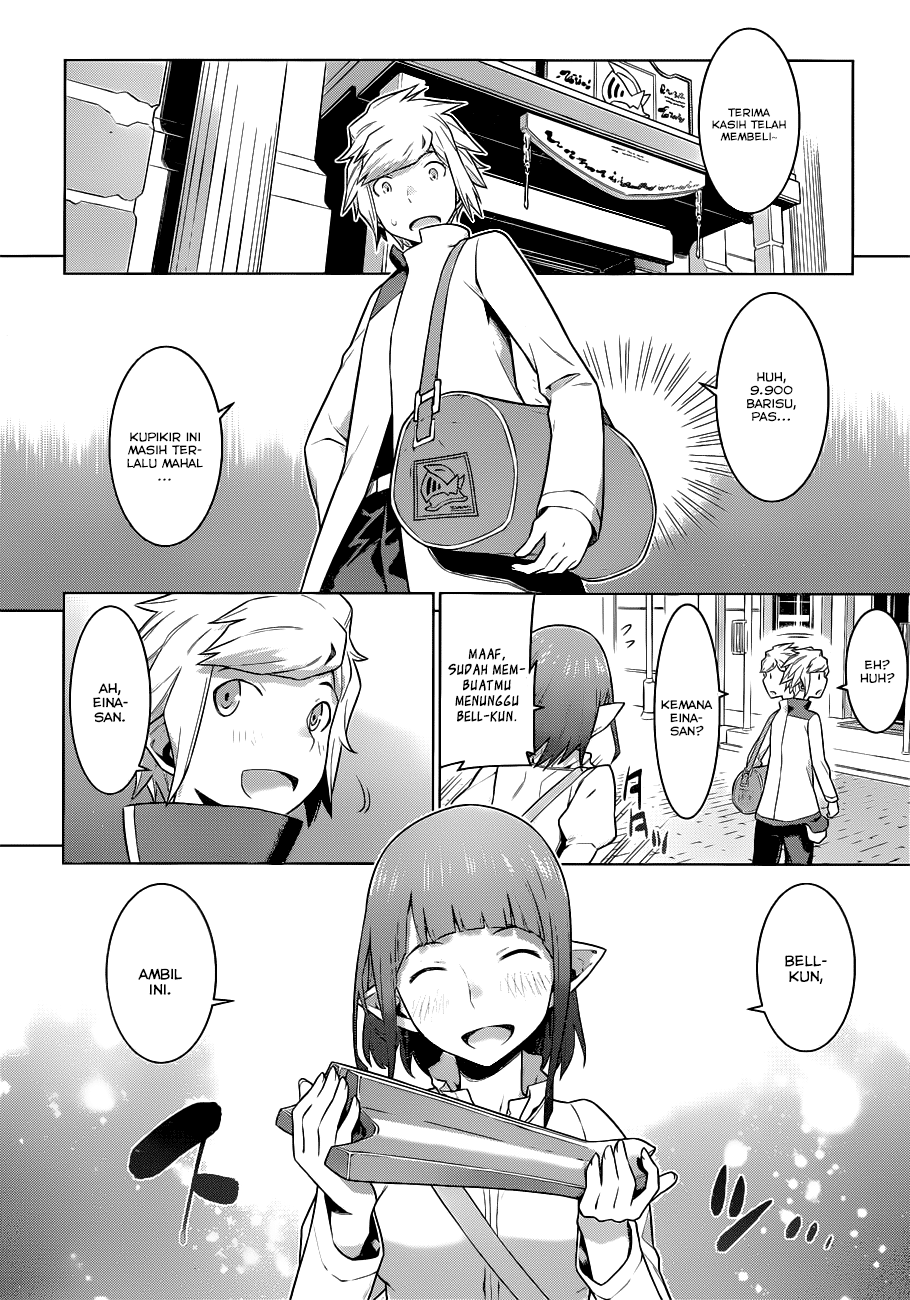 TERIMA
KASIH TELAH
MEMBELI~
HUH,
9.900
BARISU,
PAS...
KUPIKIR INI
MASIH TER-
LALU MAHAL
...
EH?
HUH?
KEMANA
EINA-
SAN?
MAAF,
SUDAH MEM-
BUATMU
MENUNGGU
BELL-KUN.
AH,
EINA-
SAN.
BELL-
KUN,
AMBIL
INI.